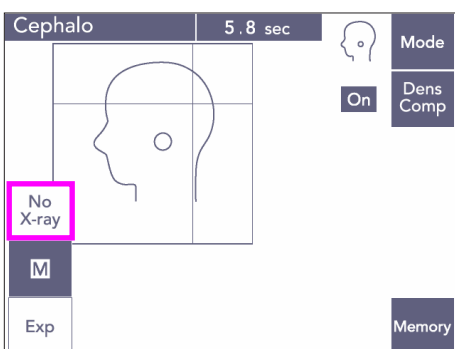 Cephalo
5.8 sec
Mode
On
Dens
Comp
No
X-ray
M
Exp
Memory